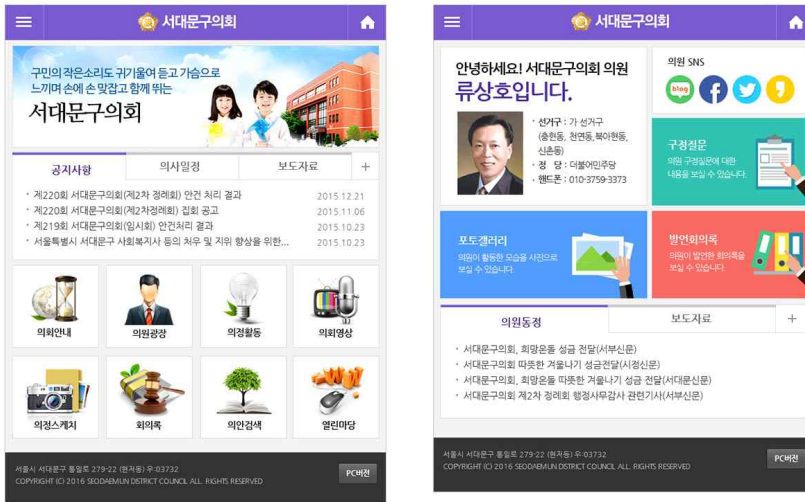 서대문구의회
구민의 작은소리도 귀기울여 듣고 가슴으로
느끼며 손에 손 맞잡고 함께 뛰는
서대문구의회
공지사항
의사일정
보도자료
+
· 제220회 서대문구의회(제2차 정례회) 안건 처리 결과 2015.12.21
· 제220회 서대문구의회(제2차정례회) 집회 공고 2015.11.06
· 제219회 서대문구의회(임시회) 안건처리 결과 2015.10.23
· 서울특별시 서대문구 사회복지사 등의 처우 및 지위 향상을 위한... 2015.10.23
의회안내
의원광장
의정활동
의회영상
의정스케치
회의록
의안검색
열린마당
서울시 서대문구 통일로 279-22 (현저동) 우:03732
COPYRIGHT (C) 2016 SEODAEMUN DISTRICT COUNCIL ALL. RIGHTS RESERVED
PC버전
서대문구의회
안녕하세요! 서대문구의회 의원
류상호입니다.
· 선거구 : 가 선거구
(충현동, 천연동,북아현동,
신촌동)
· 정 당 : 더불어민주당
· 핸드폰 : 010-3759-3373
의원 SNS
blog
구정질문
의원 구정질문에 대한
내용을 보실 수 있습니다.
포토갤러리
의원이 활동한 모습을 사진으로
보실 수 있습니다.
발언회의록
의원이 발언한 회의록을
보실 수 있습니다.
의원동정
보도자료
+
· 서대문구의회, 희망온돌 성금 전달(서부신문)
· 서대문구의회 따뜻한 겨울나기 성금전달(시정신문)
· 서대문구의회, 희망온돌 따뜻한 겨울나기 성금 전달(서대문신문)
· 서대문구의회 제2차 정례회 행정사무감사 관련기사(서부신문)
서울시 서대문구 통일로 279-22 (현저동) 우:03732
COPYRIGHT (C) 2016 SEODAEMUN DISTRICT COUNCIL ALL. RIGHTS RESERVED
PC버전